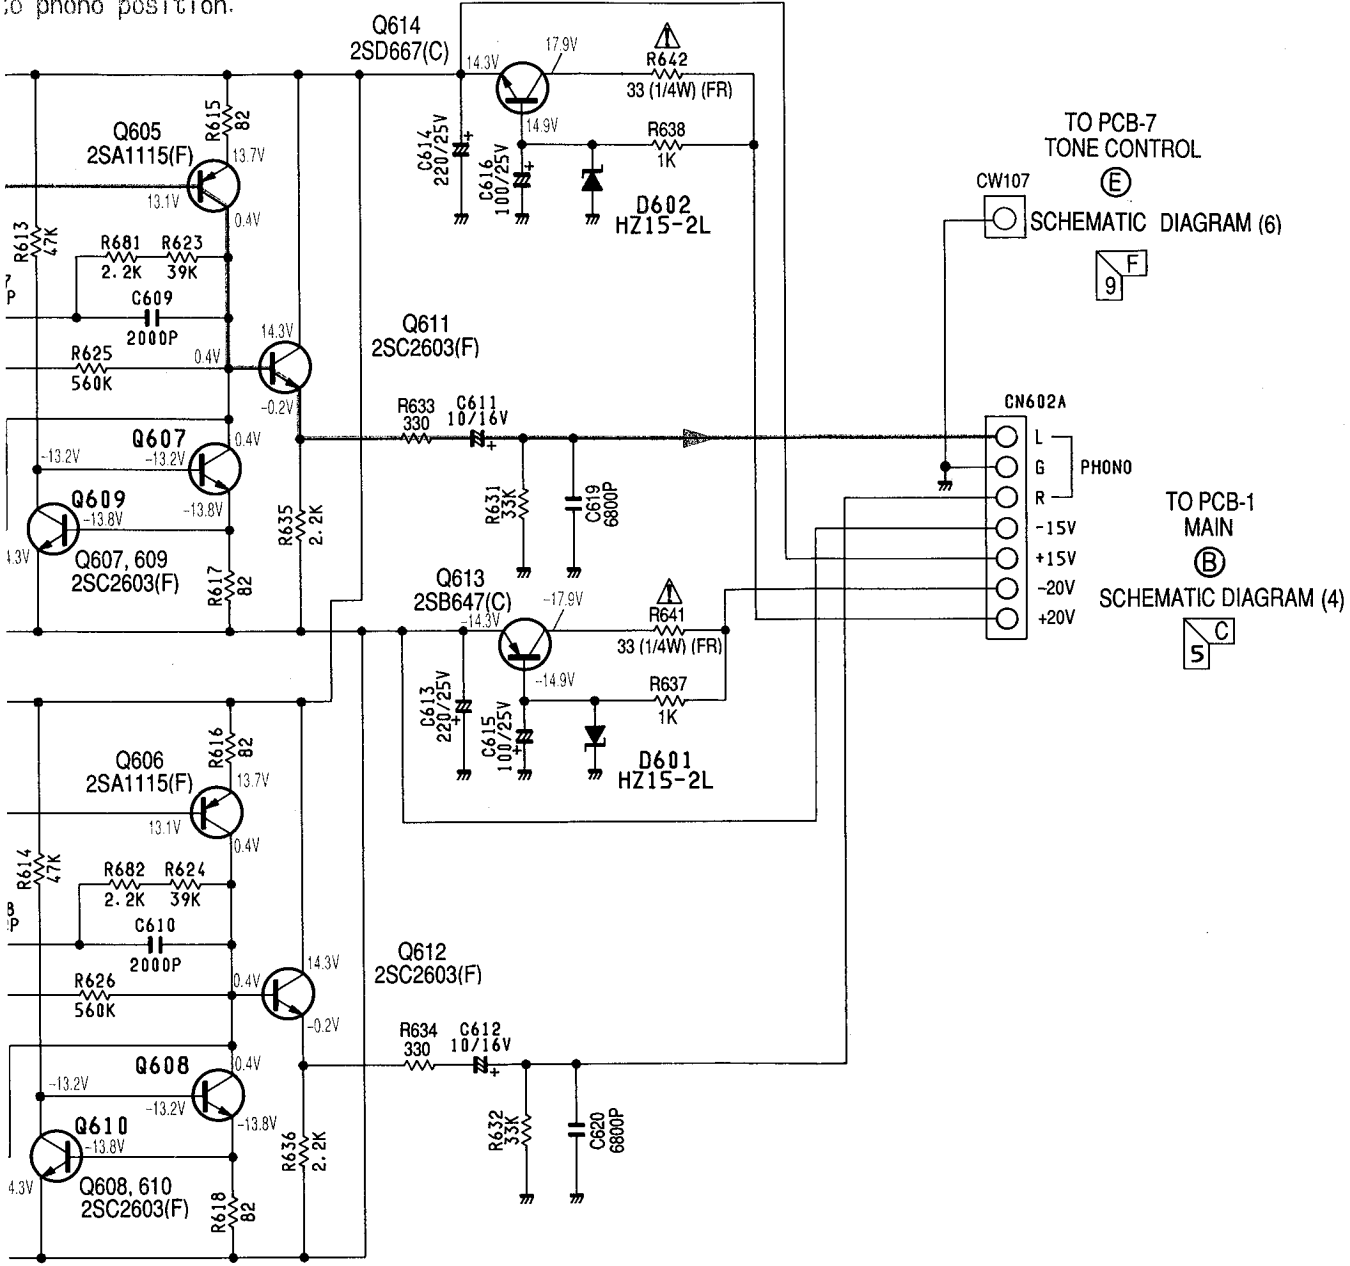 phono position.
Q614
2SD667(C)
14.3V
17.9V
R642
33 (1/4W) (FR)
14.9V
R638
1K
C614
220/25V
+
C616
100/25V
+
D602
HZ15-2L
TO PCB-7
TONE CONTROL
E
CW107
SCHEMATIC DIAGRAM (6)
F
9
Q605
2SA1115(F)
R615
82
13.7V
13.1V
0.4V
R613
47K
R681
2.2K
R623
39K
P
C609
2000P
R625
560K
0.4V
14.3V
Q611
2SC2603(F)
-0.2V
R633
330
C611
10/16V
+
CN602A
L
G
R
PHONO
-15V
+15V
-20V
+20V
TO PCB-1
MAIN
B
SCHEMATIC DIAGRAM (4)
C
5
Q607
0.4V
-13.2V
-13.2V
Q609
-13.8V
-13.8V
Q607, 609
2SC2603(F)
R617
82
R635
2.2K
R631
33K
C619
6800P
Q613
2SB647(C)
-14.3V
-17.9V
R641
33 (1/4W) (FR)
-14.9V
R637
1K
C613
220/25V
+
C615
100/25V
+
D601
HZ15-2L
Q606
2SA1115(F)
R616
82
13.7V
13.1V
0.4V
R614
47K
R682
2.2K
R624
39K
P
C610
2000P
R626
560K
0.4V
14.3V
Q612
2SC2603(F)
-0.2V
R634
330
C612
10/16V
+
Q608
0.4V
-13.2V
-13.2V
-13.8V
Q610
-13.8V
4.3V
Q608, 610
2SC2603(F)
R618
82
R636
2.2K
R632
33K
C620
6800P